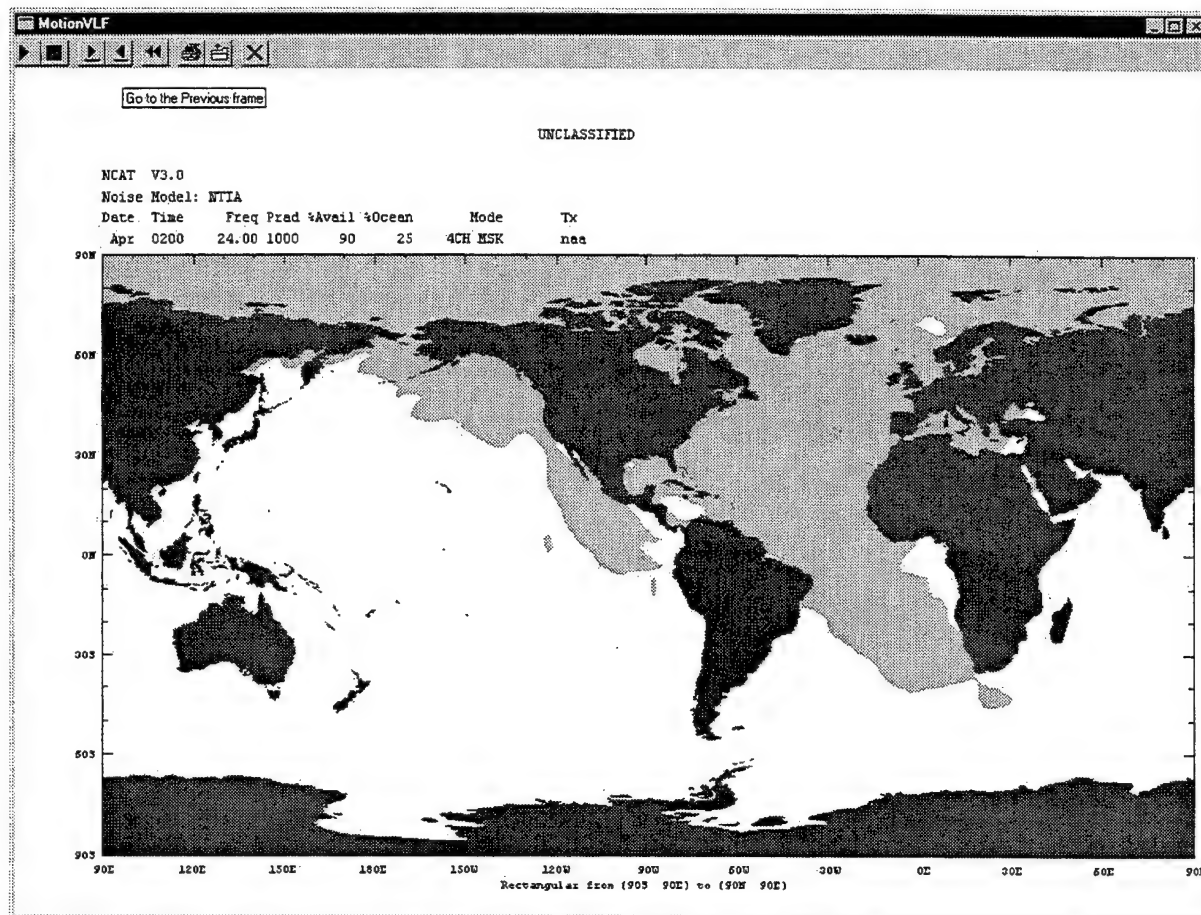 MotionVLF
Go to the Previous frame
UNCLASSIFIED
NCAT V3.0
Noise Model: NTIA
Date Time Freq Prad %Avail %Ocean Mode Tx
Apr 0200 24.00 1000 90 25 4CH MSK naa
90N
60N
30N
0N
30S
60S
90S
90E 120E 150E 180E 150W 120W 90W 60W 30W 0E 30E 60E 90E
Rectangular from (90S 90E) to (90N 90E)